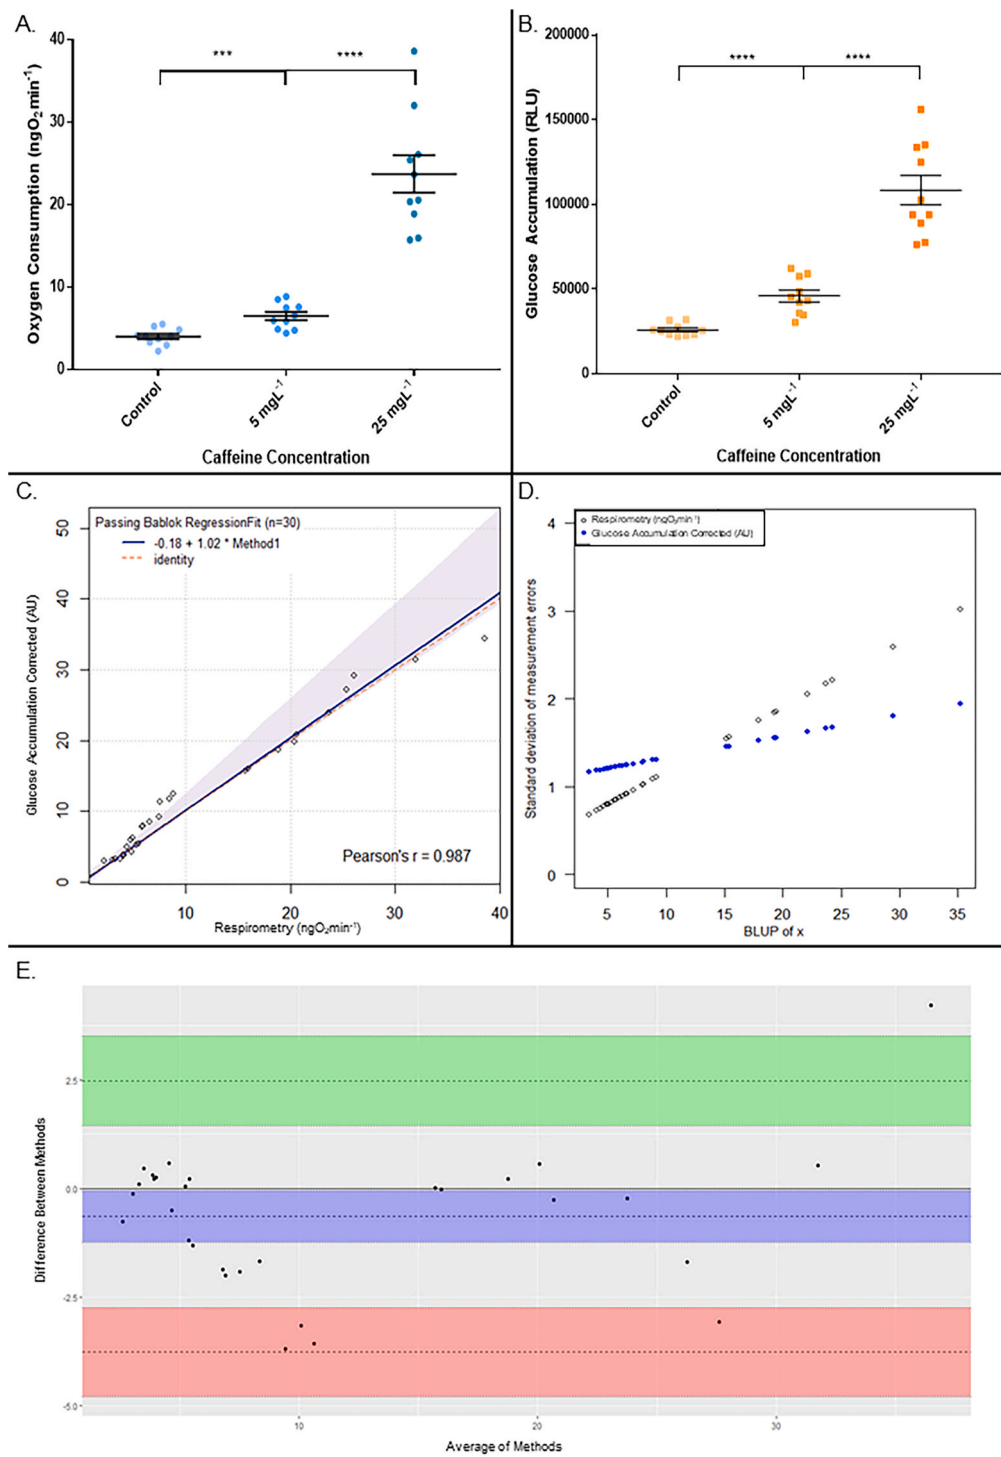 A.
40
30
20
10
0
Oxygen Consumption (ngO₂min⁻¹)
***
****
Control
5 mgL⁻¹
25 mgL⁻¹
Caffeine Concentration
B.
200000
150000
100000
50000
0
Glucose Accumulation (RLU)
****
****
Control
5 mgL⁻¹
25 mgL⁻¹
Caffeine Concentration
C.
Passing Bablok RegressionFit (n=30)
-0.18 + 1.02 * Method1
identity
50
40
30
20
10
0
Glucose Accumulation Corrected (AU)
Pearson's r = 0.987
10
20
30
40
Respirometry (ngO₂min⁻¹)
D.
Respirometry (ngO₂min⁻¹)
Glucose Accumulation Corrected (AU)
4
3
2
1
0
Standard deviation of measurement errors
5
10
15
20
25
30
35
BLUP of x
E.
2.5
0.0
-2.5
-5.0
Difference Between Methods
10
20
30
Average of Methods